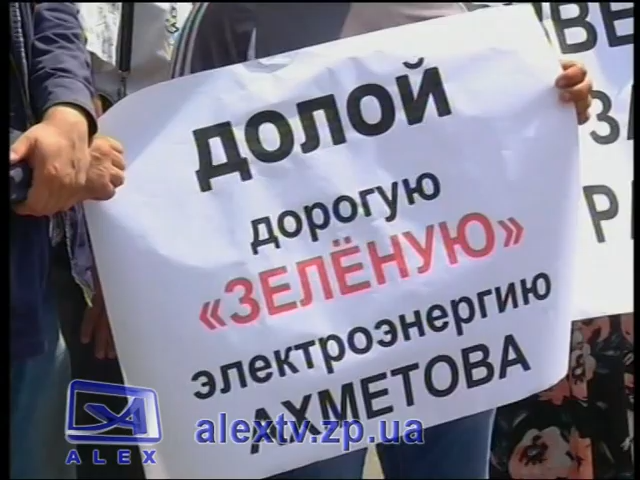 ДОЛОЙ
дорогую
«ЗЕЛЁНУЮ»
электроэнергию
АХМЕТОВА
ALEX
alextv.zp.ua